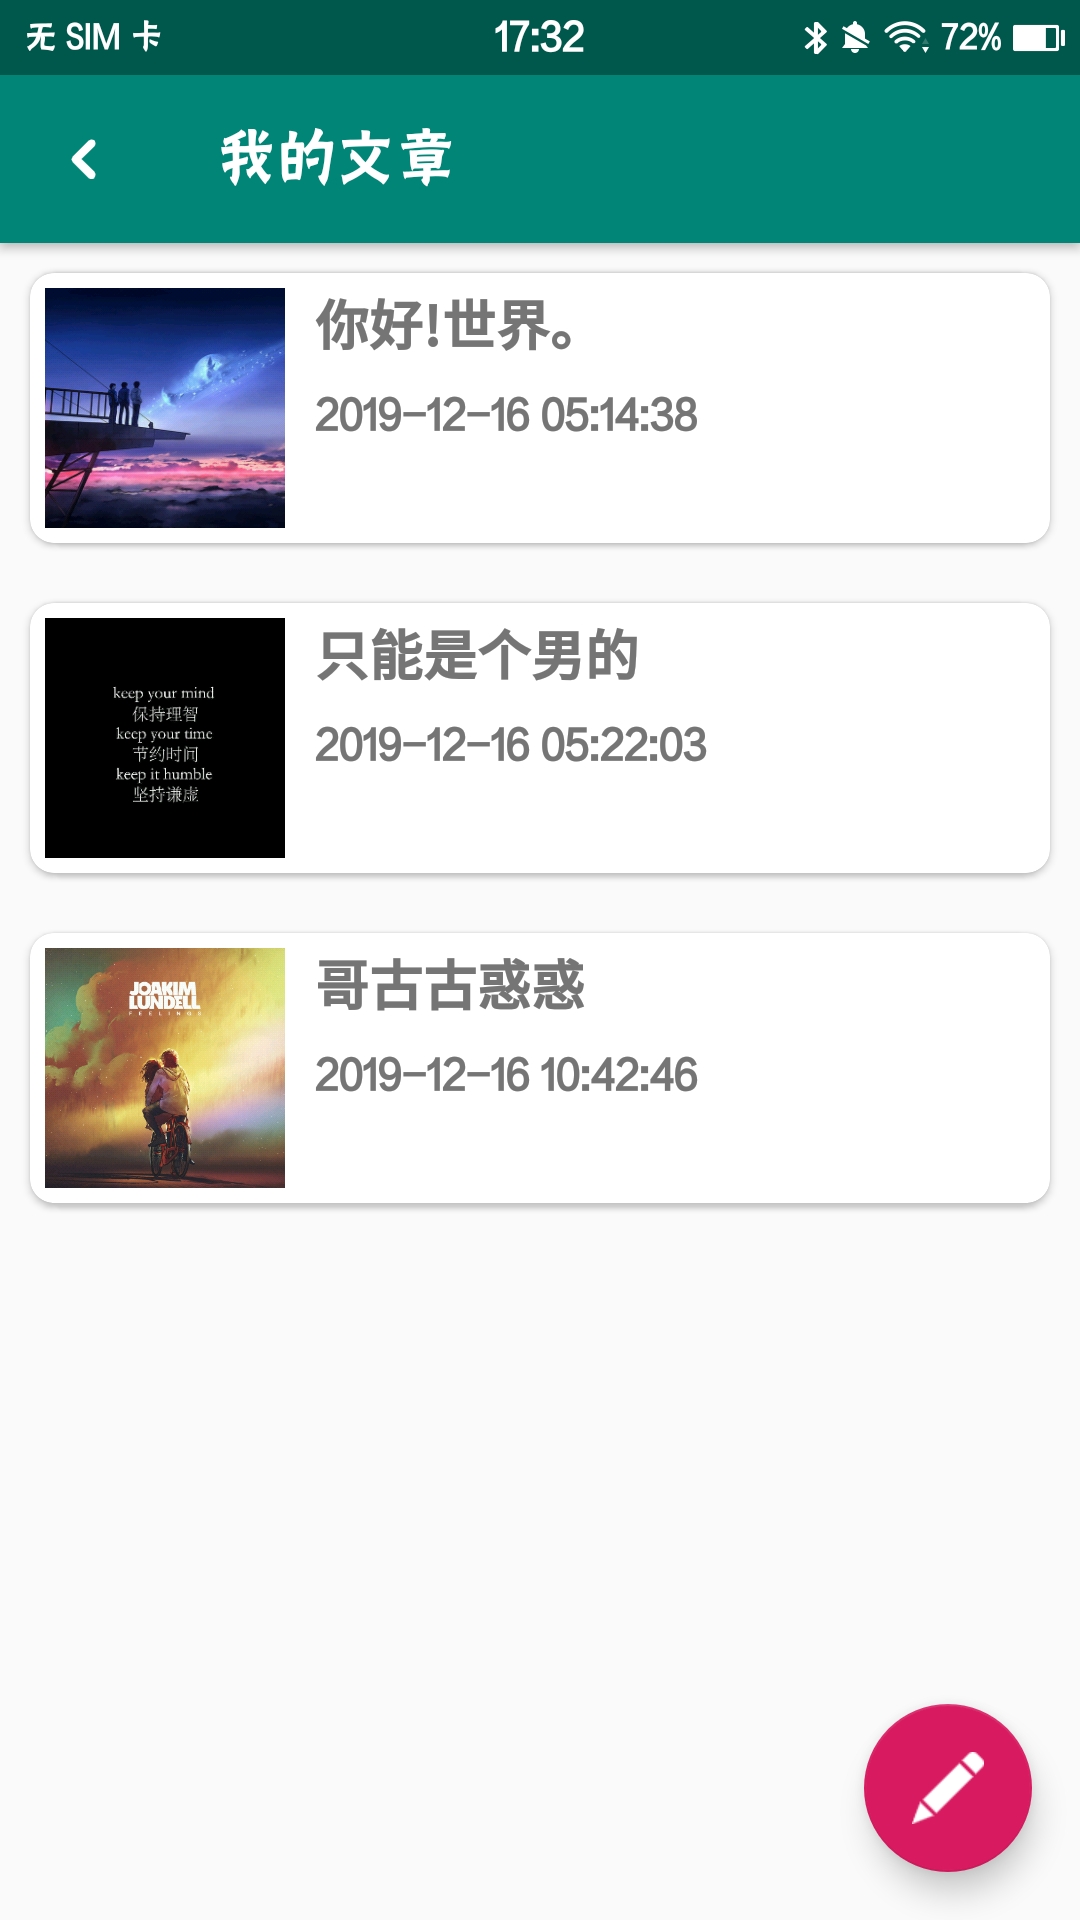 无 SIM 卡
17:32
72%
我的文章
你好!世界。
2019-12-16 05:14:38
keep your mind
保持理智
keep your time
节约时间
keep it humble
坚持谦虚
只能是个男的
2019-12-16 05:22:03
JOAKIM
LUNDELL
FEELINGS
哥古古惑惑
2019-12-16 10:42:46